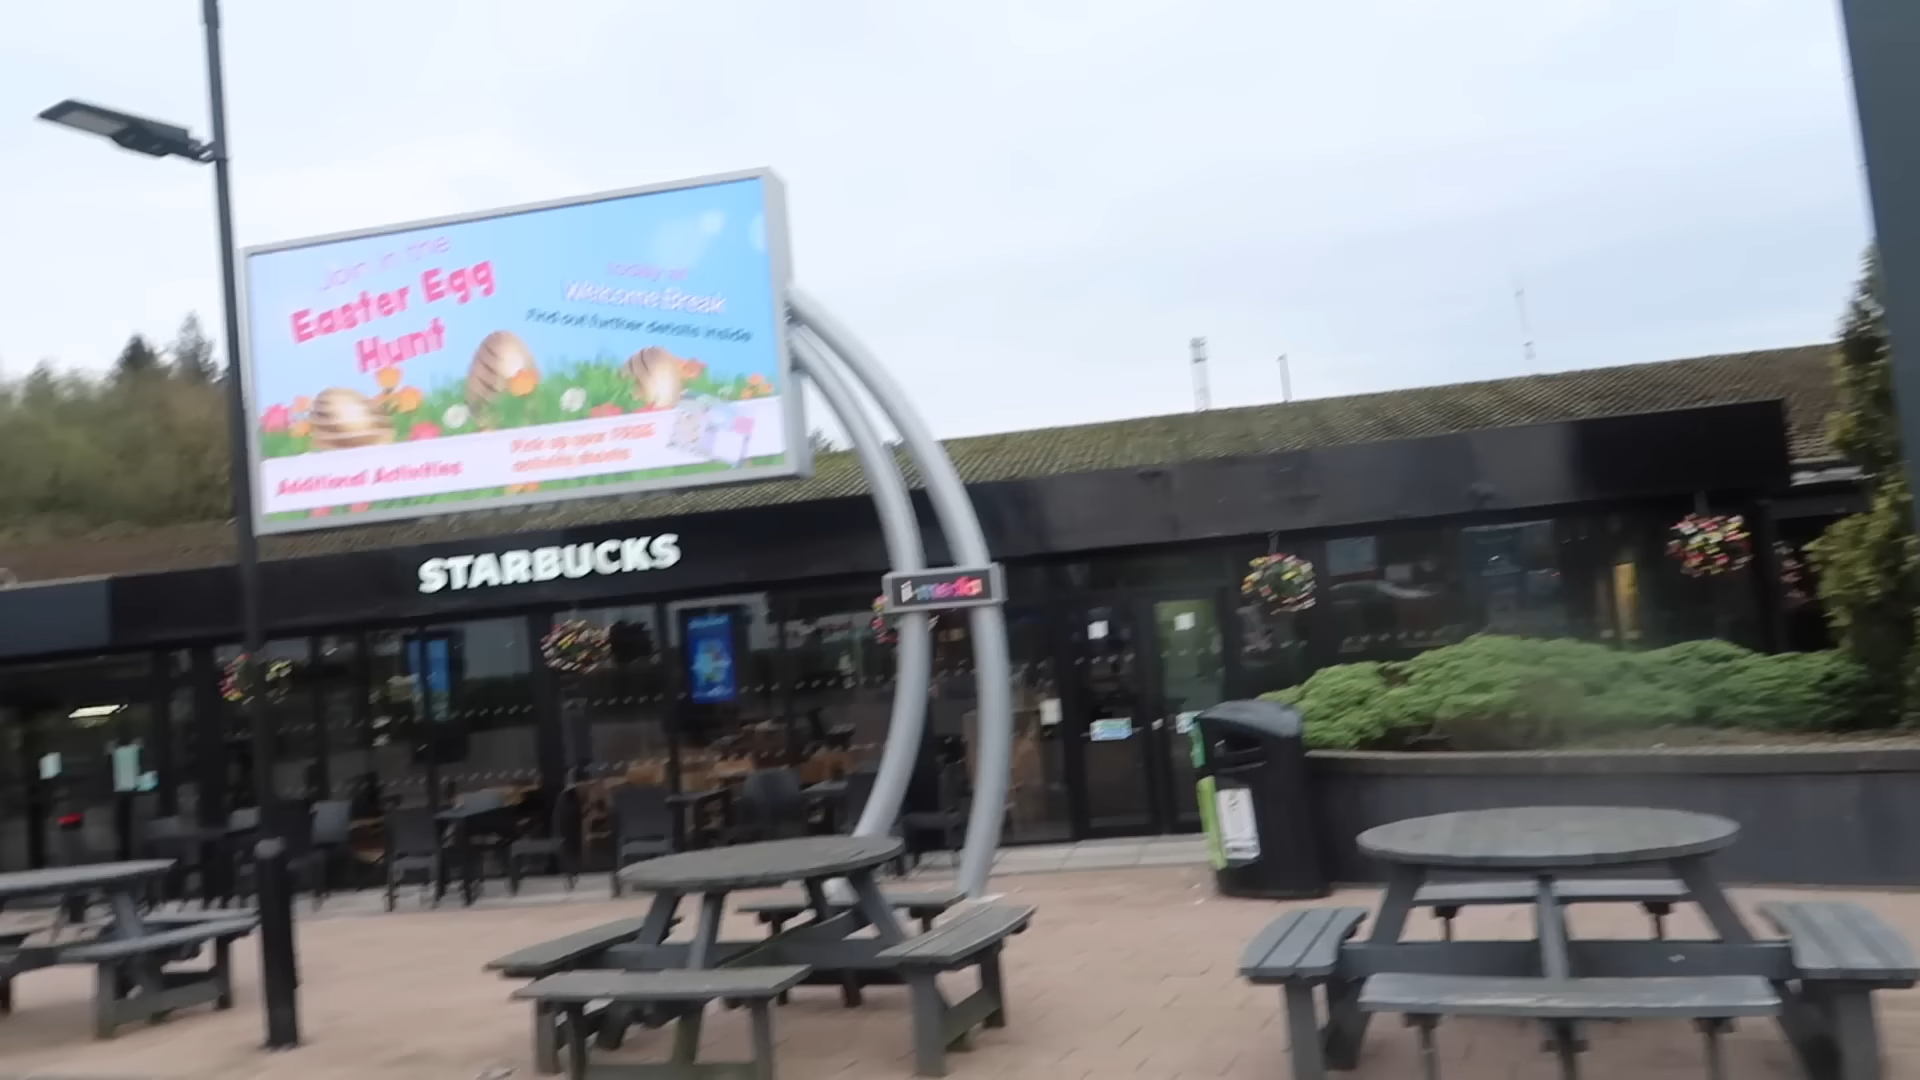 Join in the
Easter Egg
Hunt
today at
Welcome Break
Find out further details inside
Additional Activities
Pick up your FREE
activity sheets
STARBUCKS
i-media